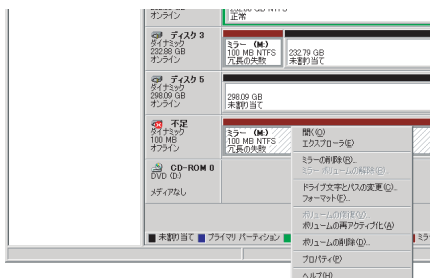 オンライン
正常
ディスク 3
ダイナミック
232.88 GB
オンライン
ミラー (M:)
100 MB NTFS
冗長の失敗
232.79 GB
未割り当て
ディスク 5
ダイナミック
298.09 GB
オンライン
298.09 GB
未割り当て
不足
ダイナミック
100 MB
オフライン
ミラー (M:)
100 MB NTFS
冗長の失敗
CD-ROM 0
DVD (D:)
メディアなし
開く(O)
エクスプローラ(E)
ミラーの削除(R)...
ミラー ボリュームの解除(B)...
ドライブ文字とパスの変更(C)...
フォーマット(F)...
ボリュームの再アクティブ化(A)
ボリュームの削除(D)...
プロパティ(P)
ヘルプ(H)
未割り当て プライマリ パーティション ミラ